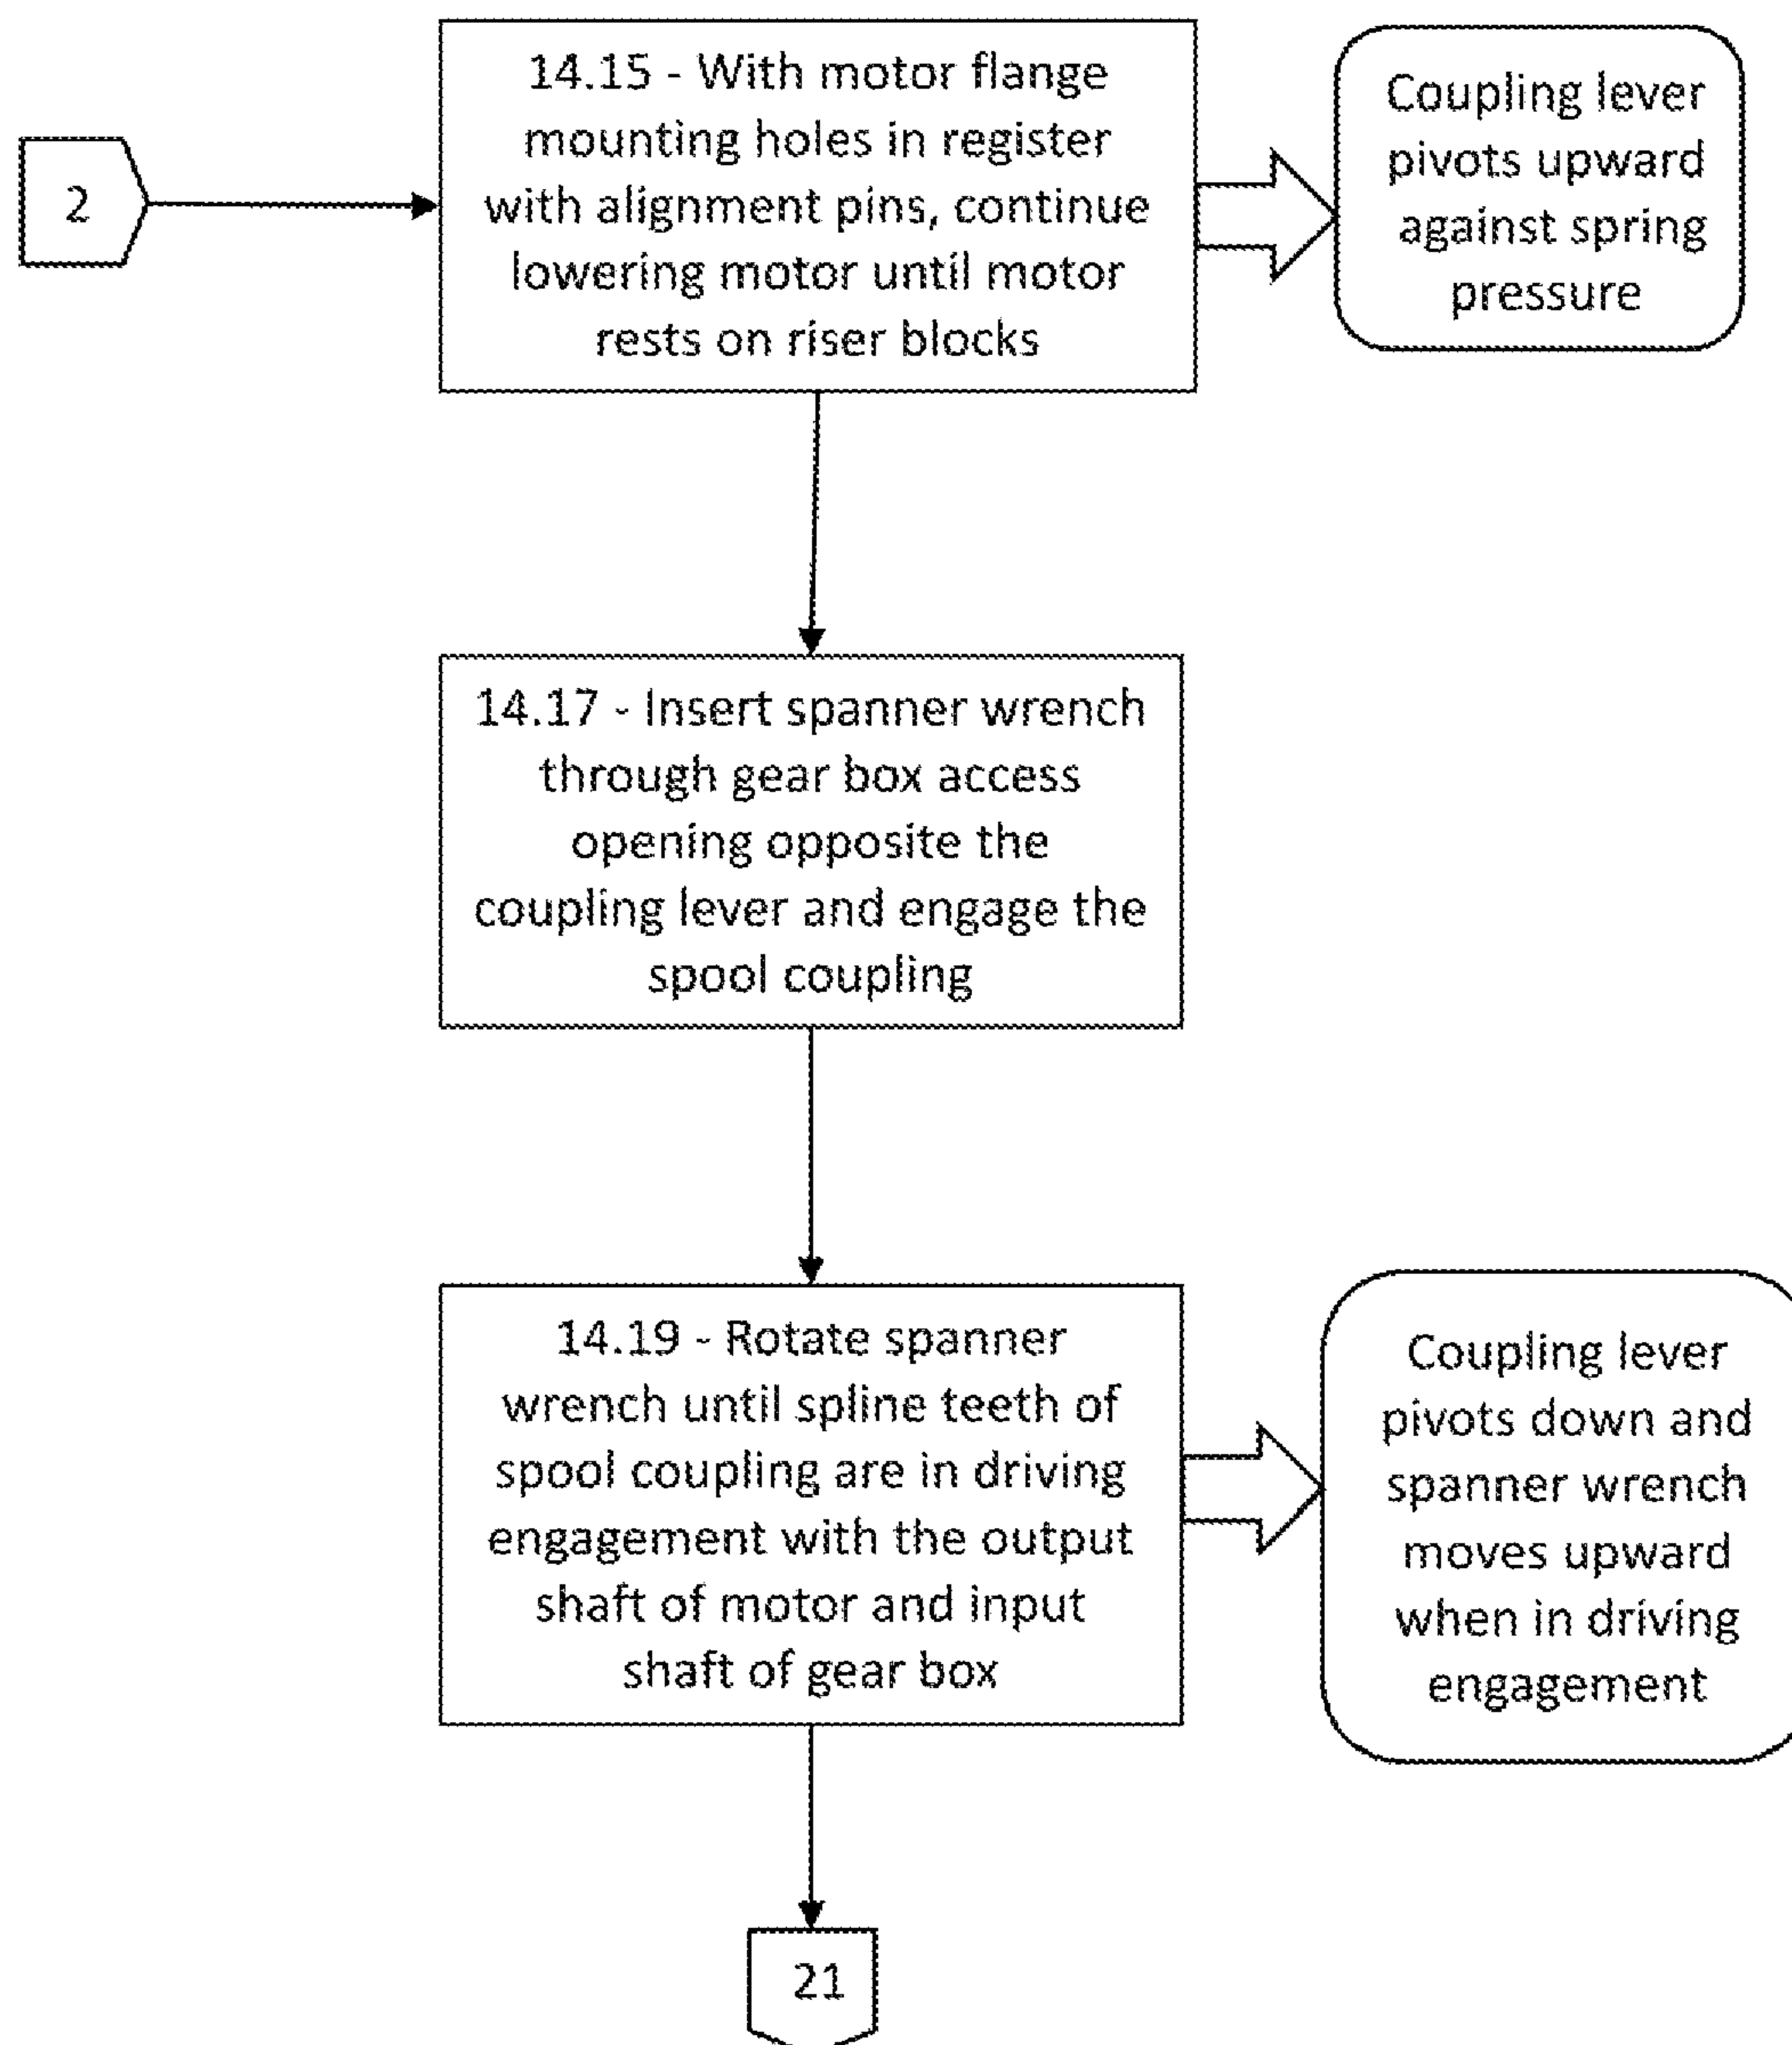 2
14.15 - With motor flange
mounting holes in register
with alignment pins, continue
lowering motor until motor
rests on riser blocks
Coupling lever
pivots upward
against spring
pressure
14.17 - Insert spanner wrench
through gear box access
opening opposite the
coupling lever and engage the
spool coupling
14.19 - Rotate spanner
wrench until spline teeth of
spool coupling are in driving
engagement with the output
shaft of motor and input
shaft of gear box
Coupling lever
pivots down and
spanner wrench
moves upward
when in driving
engagement
21